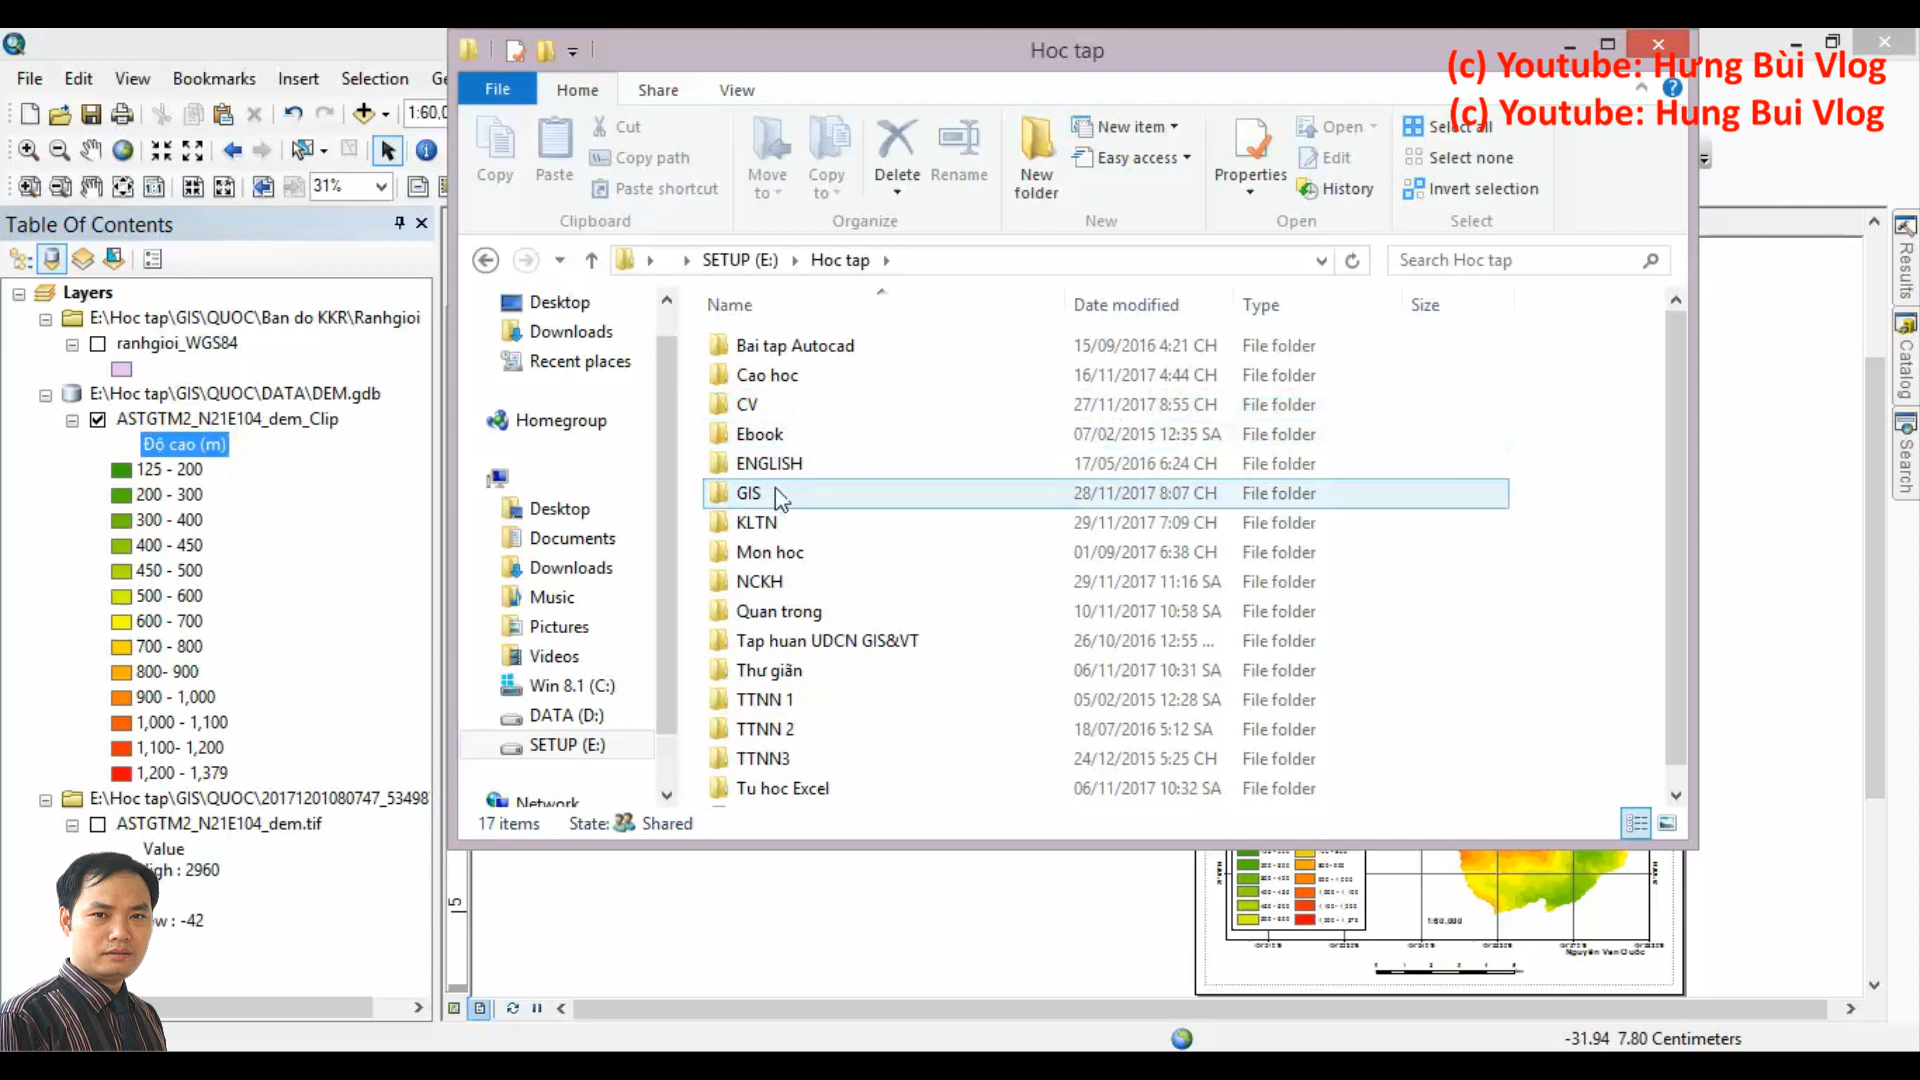 Hoc tap
(c) Youtube: Hưng Bùi Vlog
(c) Youtube: Hung Bui Vlog
File Edit View Bookmarks Insert Selection
File Home Share View
1:60,0
31%
Copy
Paste
Cut
Copy path
Paste shortcut
Clipboard
Move to
Copy to
Delete
Rename
Organize
New folder
New item
Easy access
New
Properties
Open
Edit
History
Open
Select all
Select none
Invert selection
Select
SETUP (E:) Hoc tap
Search Hoc tap
Table Of Contents
Layers
E:\Hoc tap\GIS\QUOC\Ban do KKR\Ranhgioi
ranhgioi_WGS84
E:\Hoc tap\GIS\QUOC\DATA\DEM.gdb
ASTGTM2_N21E104_dem_Clip
Độ cao (m)
125 - 200
200 - 300
300 - 400
400 - 450
450 - 500
500 - 600
600 - 700
700 - 800
800- 900
900 - 1,000
1,000 - 1,100
1,100- 1,200
1,200 - 1,379
E:\Hoc tap\GIS\QUOC\20171201080747_53498
ASTGTM2_N21E104_dem.tif
Value
igh : 2960
w : -42
Desktop
Downloads
Recent places
Homegroup
Desktop
Documents
Downloads
Music
Pictures
Videos
Win 8.1 (C:)
DATA (D:)
SETUP (E:)
Network
Name Date modified Type Size
Bai tap Autocad 15/09/2016 4:21 CH File folder
Cao hoc 16/11/2017 4:44 CH File folder
CV 27/11/2017 8:55 CH File folder
Ebook 07/02/2015 12:35 SA File folder
ENGLISH 17/05/2016 6:24 CH File folder
GIS 28/11/2017 8:07 CH File folder
KLTN 29/11/2017 7:09 CH File folder
Mon hoc 01/09/2017 6:38 CH File folder
NCKH 29/11/2017 11:16 SA File folder
Quan trong 10/11/2017 10:58 SA File folder
Tap huan UDCN GIS&VT 26/10/2016 12:55 ... File folder
Thư giãn 06/11/2017 10:31 SA File folder
TTNN 1 05/02/2015 12:28 SA File folder
TTNN 2 18/07/2016 5:12 SA File folder
TTNN3 24/12/2015 5:25 CH File folder
Tu hoc Excel 06/11/2017 10:32 SA File folder
17 items State: Shared
Results
Catalog
Search
15
1:60,000
Nguyễn Văn Quốc
-31.94 7.80 Centimeters